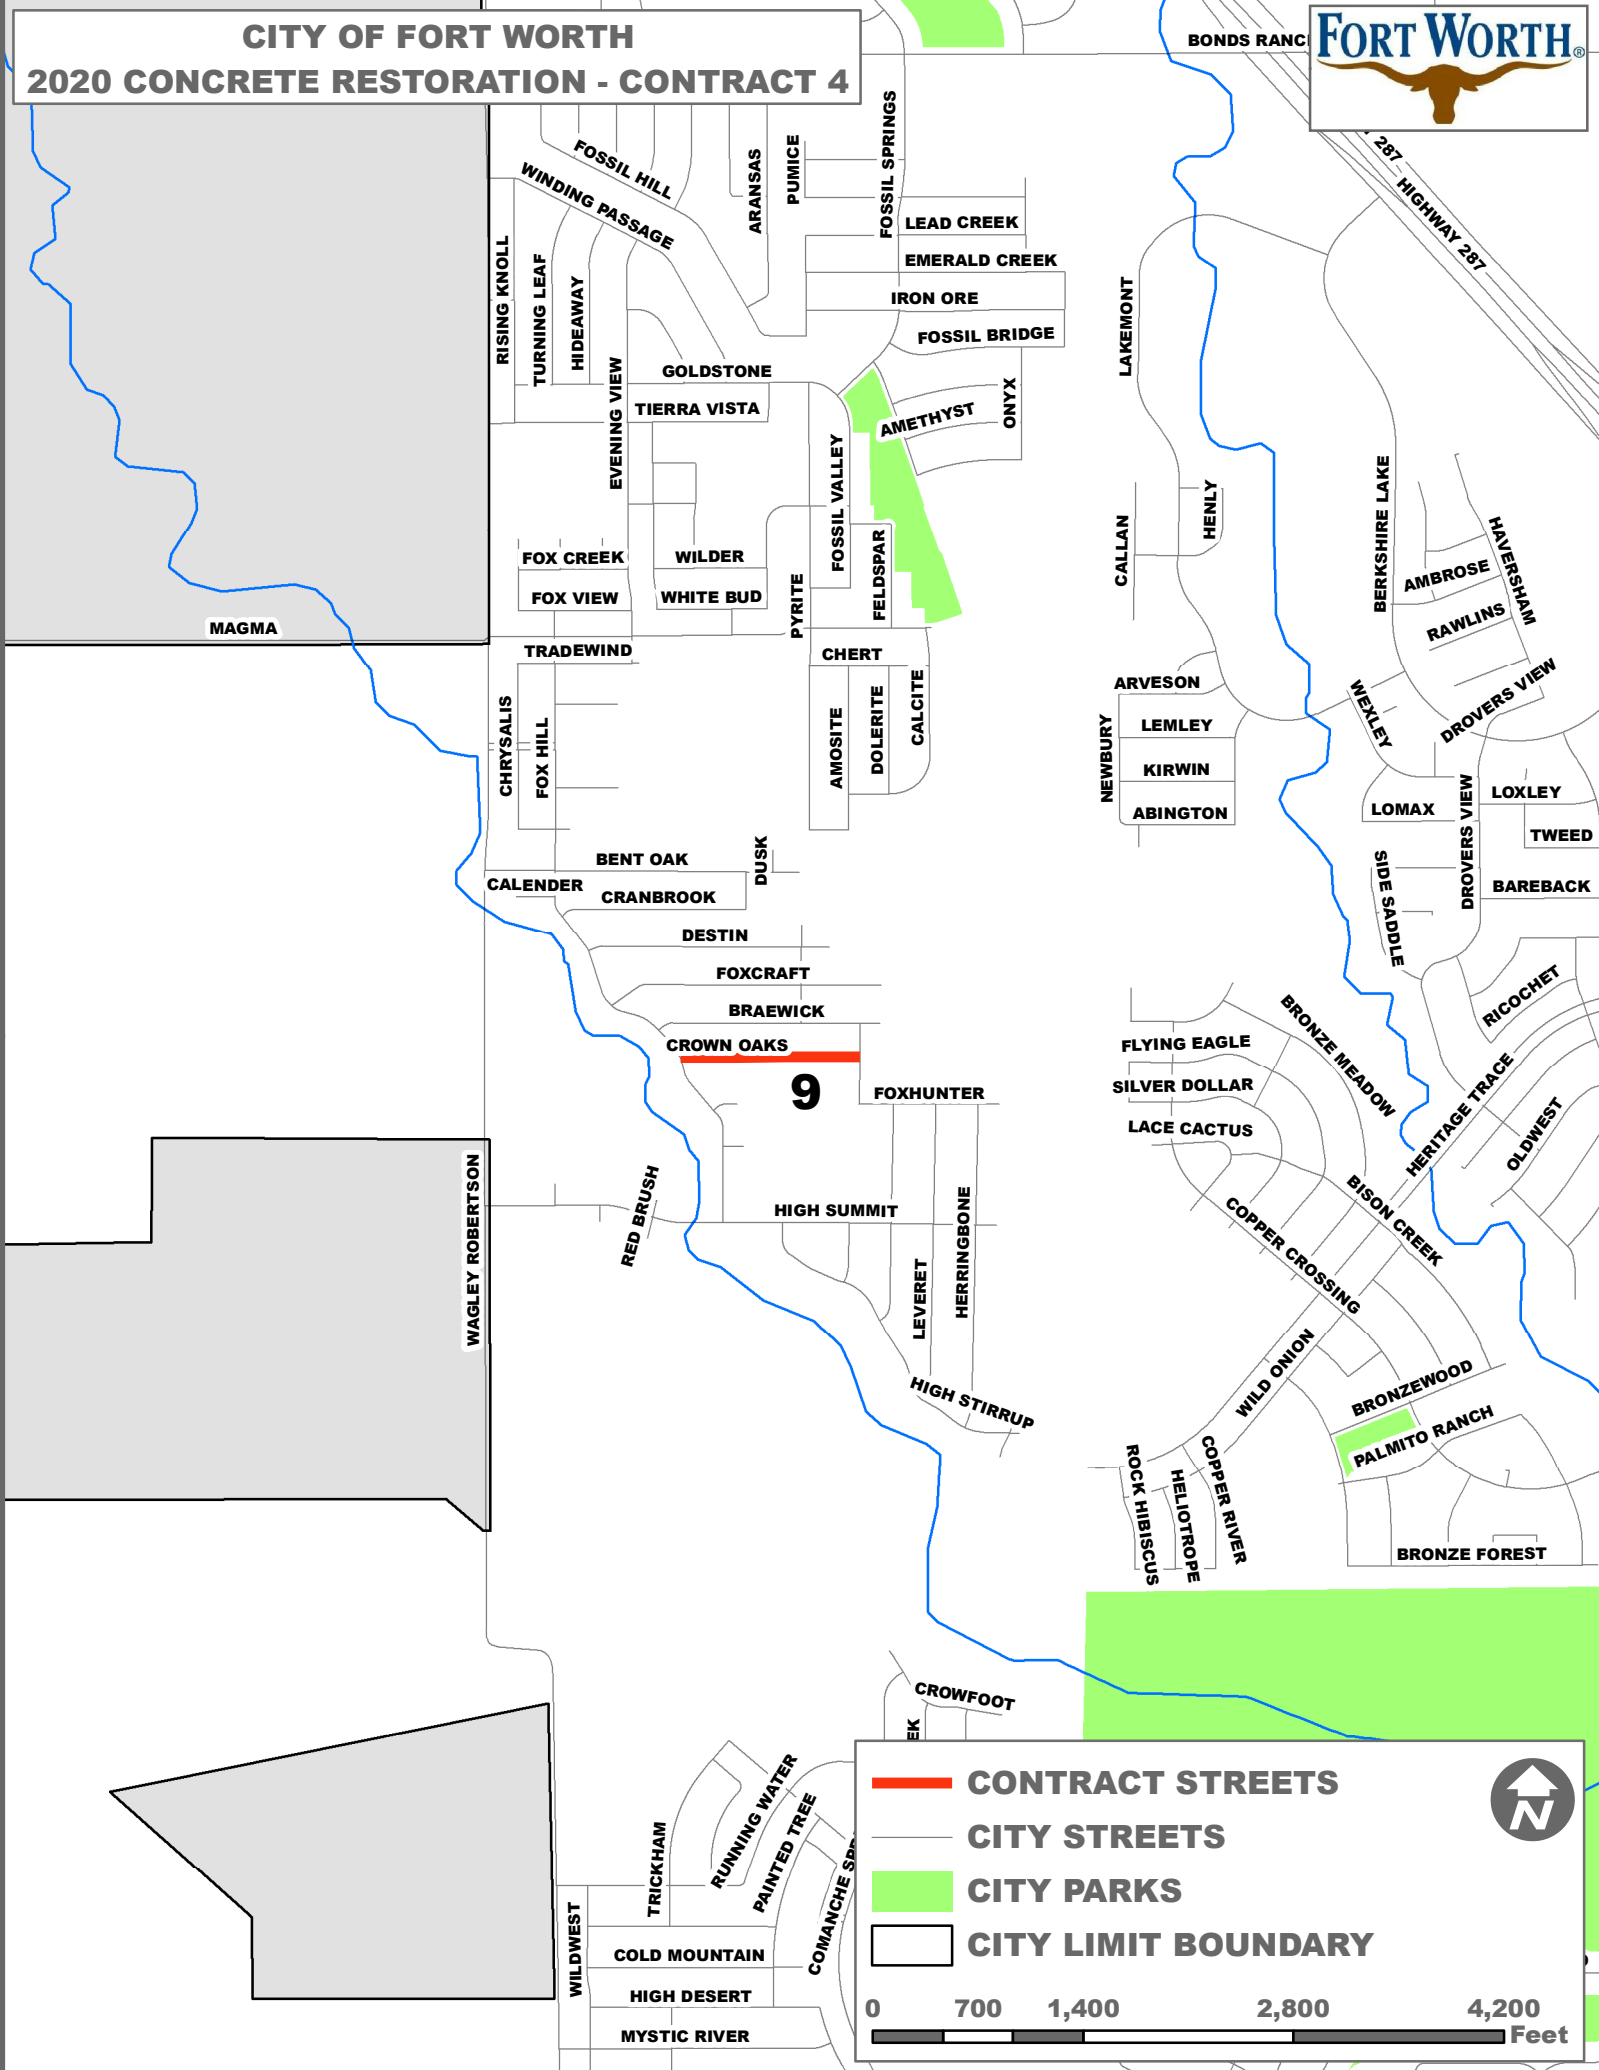 CITY OF FORT WORTH
2020 CONCRETE RESTORATION - CONTRACT 4
BONDS RANCH
FORT WORTH®
287
HIGHWAY 287
FOSSIL HILL
WINDING PASSAGE
ARANSAS
PUMICE
FOSSIL SPRINGS
LEAD CREEK
EMERALD CREEK
IRON ORE
FOSSIL BRIDGE
RISING KNOLL
TURNING LEAF
HIDEAWAY
EVENING VIEW
GOLDSTONE
TIERRA VISTA
AMETHYST
ONYX
LAKEMONT
FOSSIL VALLEY
FELDSPAR
PYRITE
FOX CREEK
WILDER
FOX VIEW
WHITE BUD
MAGMA
TRADEWIND
CHERT
CALCITE
DOLERITE
AMOSITE
CHRYSALIS
FOX HILL
CALLAN
HENLY
BERKSHIRE LAKE
HAVERSHAM
AMBROSE
RAWLINS
DROVERS VIEW
WEXLEY
ARVESON
LEMLEY
NEWBURY
KIRWIN
ABINGTON
LOMAX
DROVERS VIEW
LOXLEY
TWEED
BAREBACK
SIDE SADDLE
BENT OAK
DUSK
CALENDER
CRANBROOK
DESTIN
FOXCRAFT
BRAEWICK
CROWN OAKS
9
FOXHUNTER
RICOCHET
BRONZE MEADOW
FLYING EAGLE
SILVER DOLLAR
LACE CACTUS
HERITAGE TRACE
OLDWEST
BISON CREEK
COPPER CROSSING
WAGLEY ROBERTSON
RED BRUSH
HIGH SUMMIT
LEVERET
HERRINGBONE
HIGH STIRRUP
WILD ONION
BRONZEWOOD
PALMITO RANCH
ROCK HIBISCUS
HELIOTROPE
COPPER RIVER
BRONZE FOREST
CROWFOOT
EK
RUNNING WATER
PAINTED TREE
TRICKHAM
COMANCHE SPR
WILDWEST
COLD MOUNTAIN
HIGH DESERT
MYSTIC RIVER
CONTRACT STREETS
CITY STREETS
CITY PARKS
CITY LIMIT BOUNDARY
N
0 700 1,400 2,800 4,200
Feet